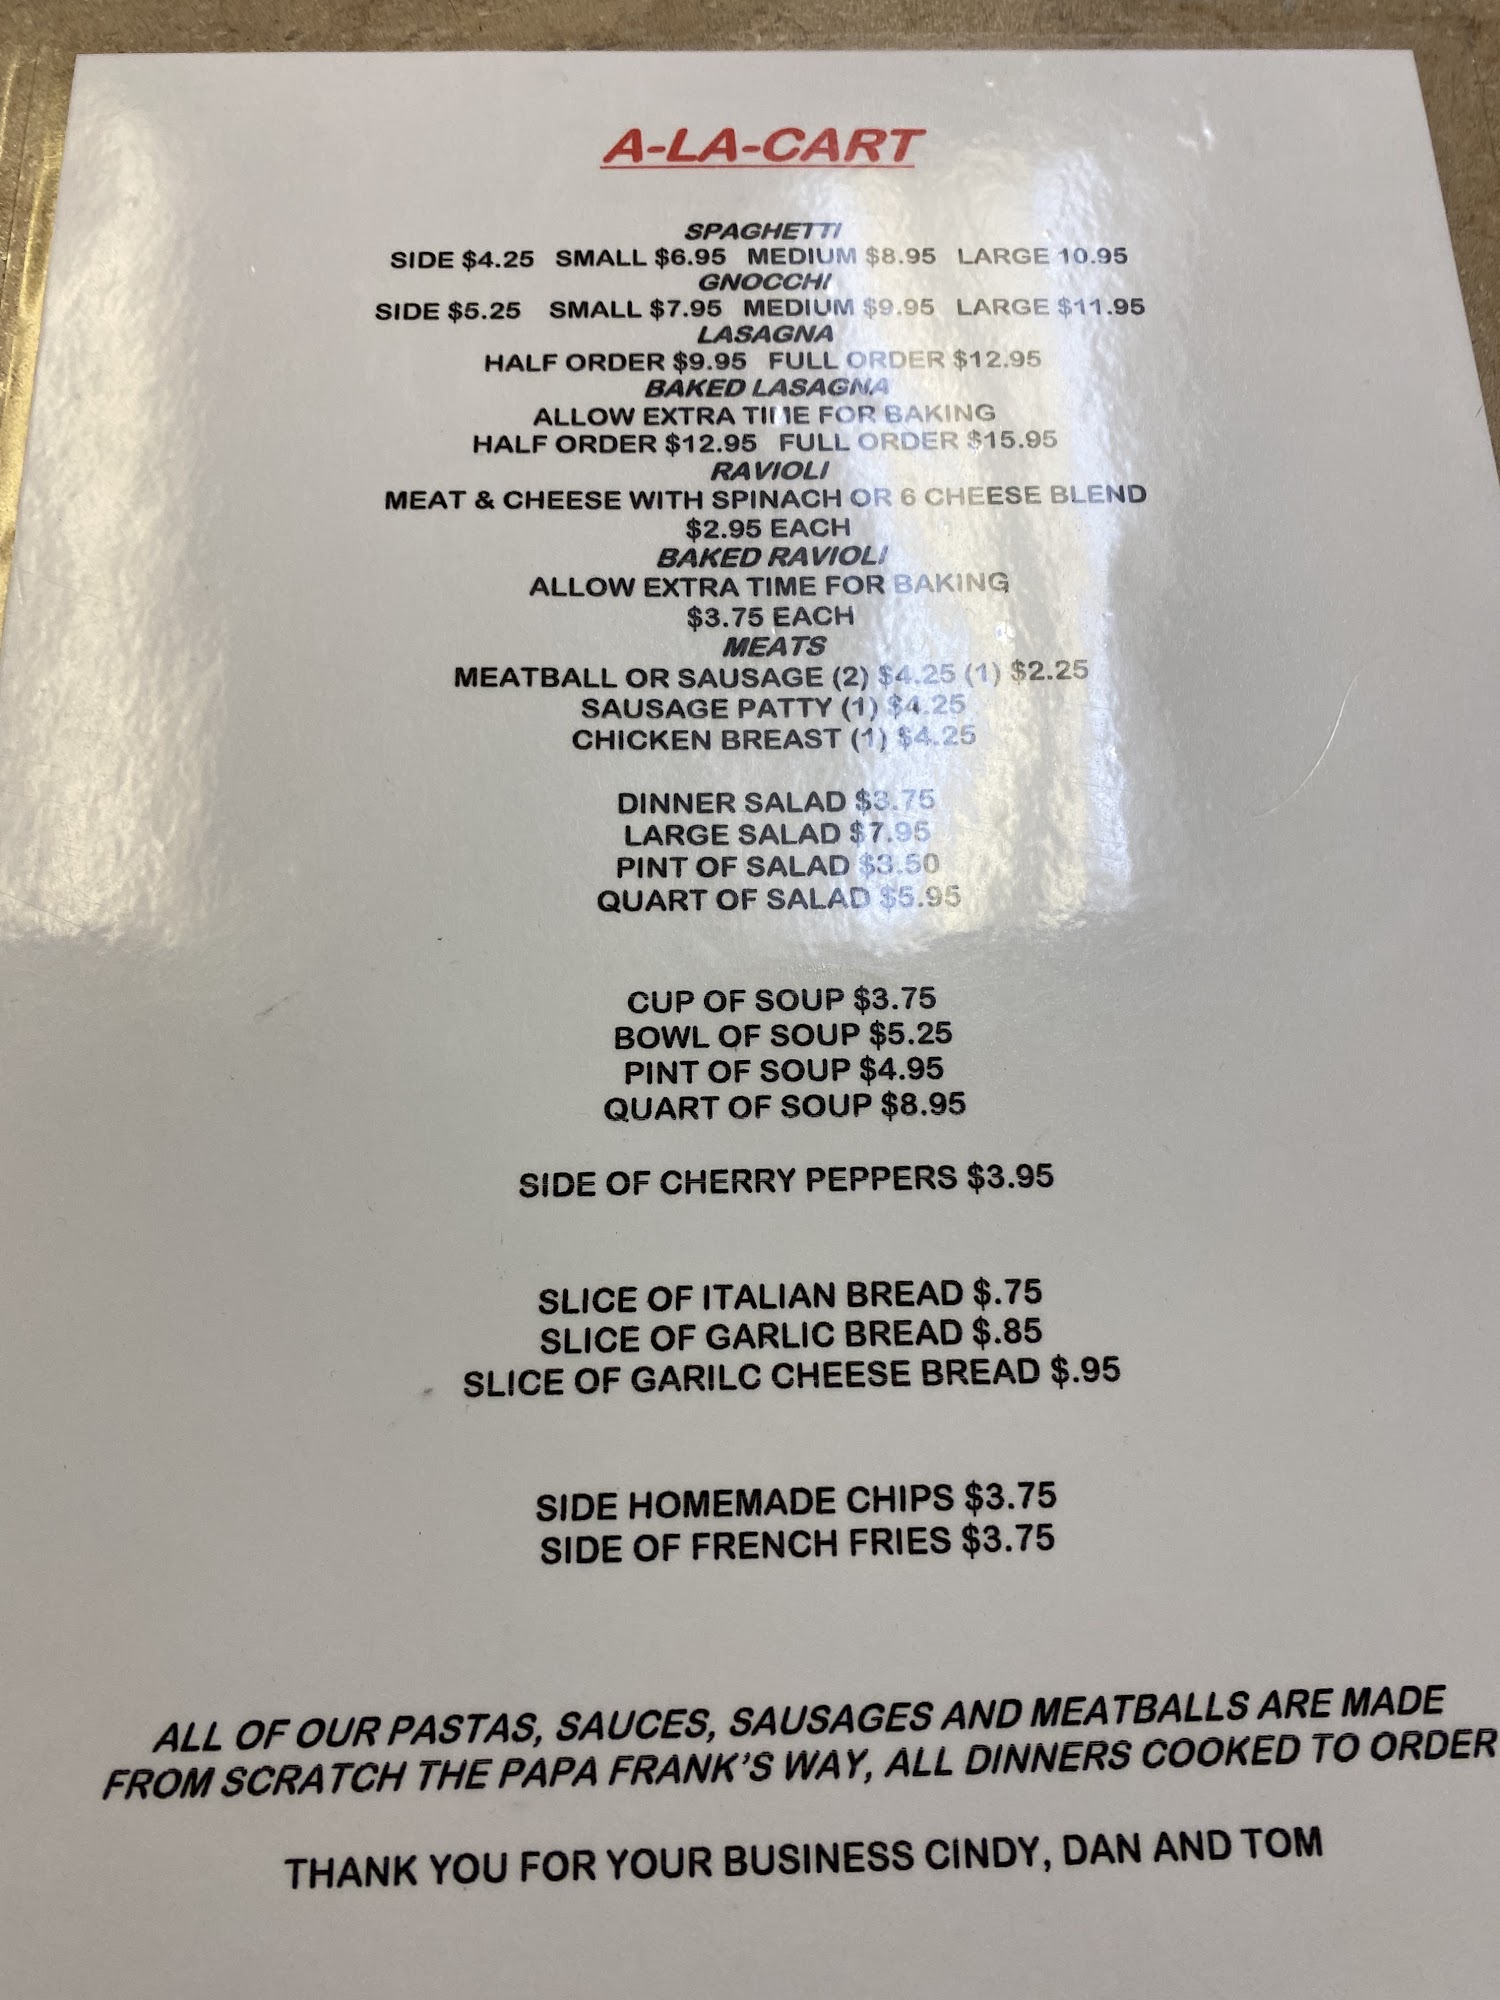 A-LA-CART
SPAGHETTI
SIDE $4.25 SMALL $6.95 MEDIUM $8.95 LARGE 10.95
GNOCCHI
SIDE $5.25 SMALL $7.95 MEDIUM $9.95 LARGE $11.95
LASAGNA
HALF ORDER $9.95 FULL ORDER $12.95
BAKED LASAGNA
ALLOW EXTRA TIME FOR BAKING
HALF ORDER $12.95 FULL ORDER $15.95
RAVIOLI
MEAT & CHEESE WITH SPINACH OR 6 CHEESE BLEND
$2.95 EACH
BAKED RAVIOLI
ALLOW EXTRA TIME FOR BAKING
$3.75 EACH
MEATS
MEATBALL OR SAUSAGE (2) $4.25 (1) $2.25
SAUSAGE PATTY (1) $4.25
CHICKEN BREAST (1) $4.25
DINNER SALAD $3.75
LARGE SALAD $7.95
PINT OF SALAD $3.50
QUART OF SALAD $5.95
CUP OF SOUP $3.75
BOWL OF SOUP $5.25
PINT OF SOUP $4.95
QUART OF SOUP $8.95
SIDE OF CHERRY PEPPERS $3.95
SLICE OF ITALIAN BREAD $.75
SLICE OF GARLIC BREAD $.85
SLICE OF GARILC CHEESE BREAD $.95
SIDE HOMEMADE CHIPS $3.75
SIDE OF FRENCH FRIES $3.75
ALL OF OUR PASTAS, SAUCES, SAUSAGES AND MEATBALLS ARE MADE
FROM SCRATCH THE PAPA FRANK'S WAY, ALL DINNERS COOKED TO ORDER
THANK YOU FOR YOUR BUSINESS CINDY, DAN AND TOM